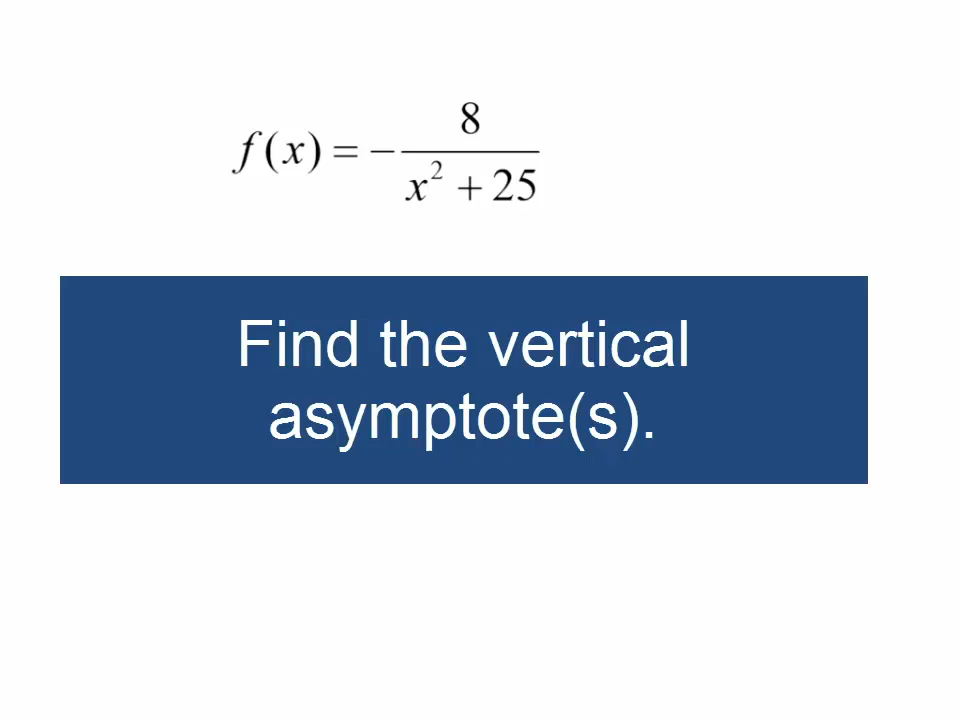 f(x) = −8/(x² + 25)
Find the vertical
asymptote(s).